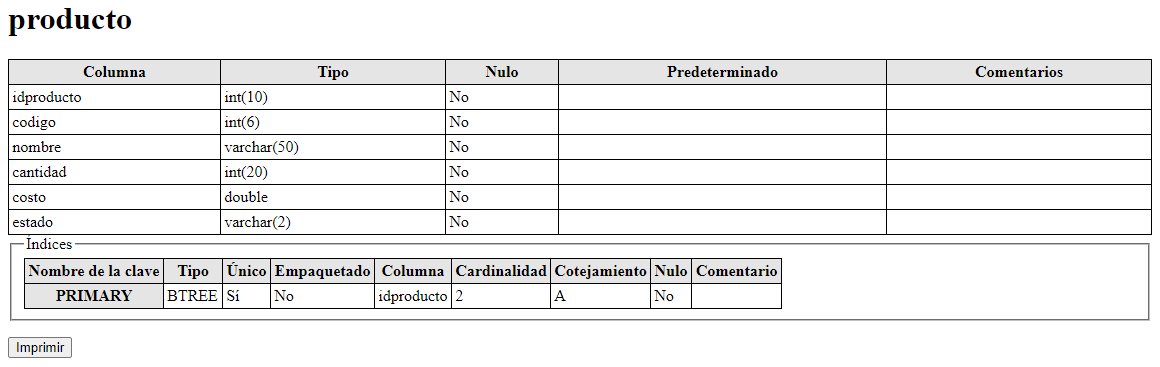 producto
Columna Tipo Nulo Predeterminado Comentarios
idproducto int(10) No
codigo int(6) No
nombre varchar(50) No
cantidad int(20) No
costo double No
estado varchar(2) No
Índices
Nombre de la clave Tipo Único Empaquetado Columna Cardinalidad Cotejamiento Nulo Comentario
PRIMARY BTREE Sí No idproducto 2 A No
Imprimir